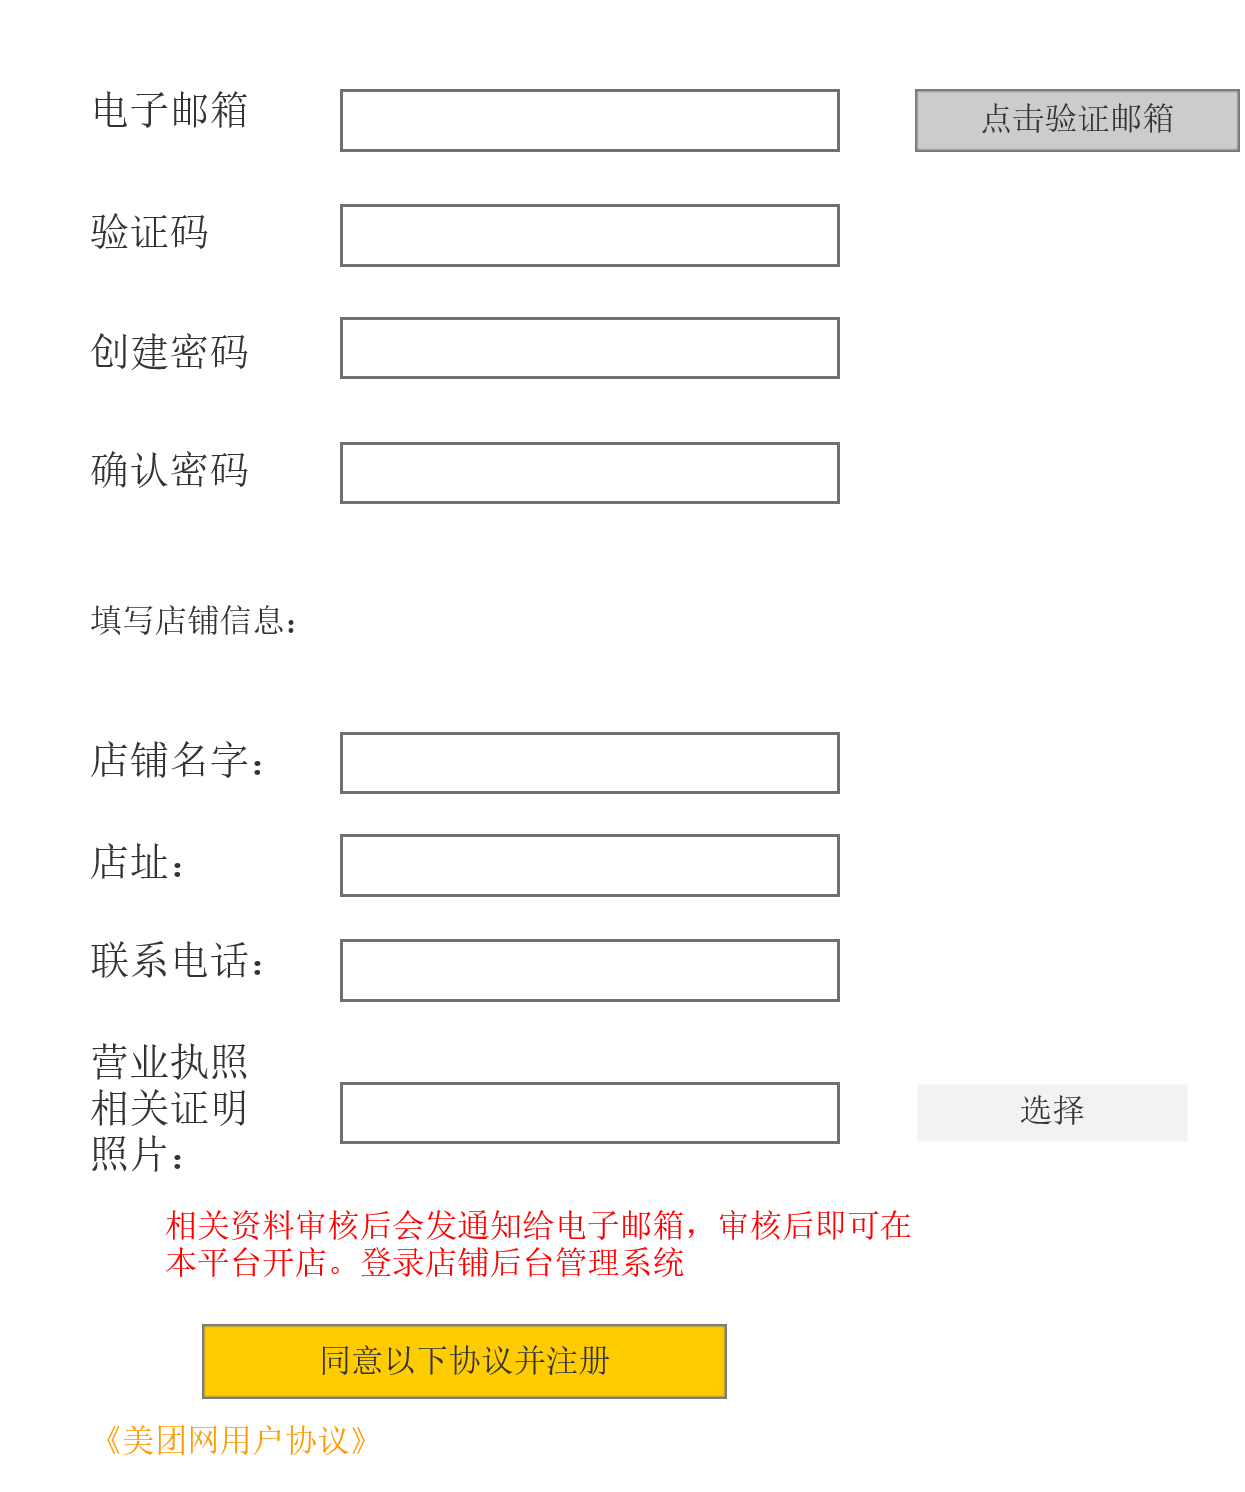 电子邮箱
点击验证邮箱
验证码
创建密码
确认密码
填写店铺信息：
店铺名字：
店址：
联系电话：
营业执照
相关证明
照片：
选择
相关资料审核后会发通知给电子邮箱，审核后即可在
本平台开店。登录店铺后台管理系统
同意以下协议并注册
《美团网用户协议》